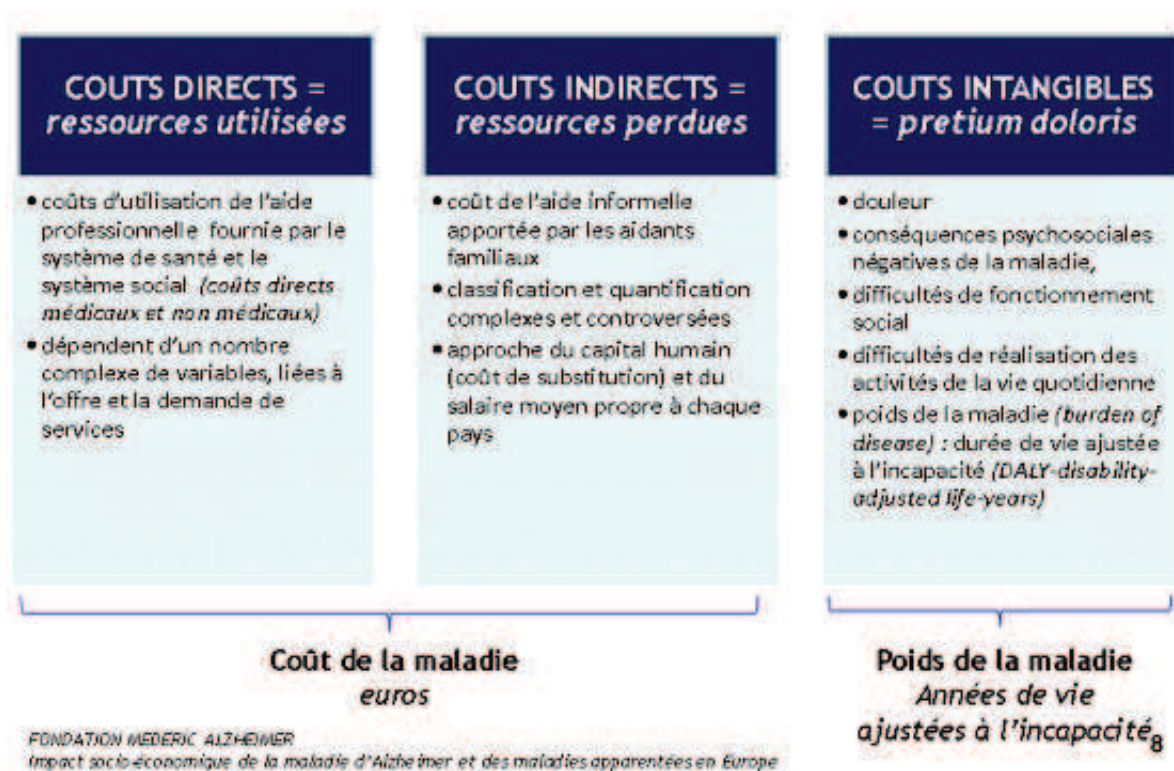 COUTS DIRECTS =
ressources utilisées
• coûts d'utilisation de l'aide
professionnelle fournie par le
système de santé et le
système social (coûts directs
médicaux et non médicaux)
• dépendent d'un nombre
complexe de variables, liées à
l'offre et la demande de
services
COUTS INDIRECTS =
ressources perdues
• coût de l'aide informelle
apportée par les aidants
familiaux
• classification et quantification
complexes et controversées
• approche du capital humain
(coût de substitution) et du
salaire moyen propre à chaque
pays
COUTS INTANGIBLES
= pretium doloris
• douleur
• conséquences psychosociales
négatives de la maladie,
• difficultés de fonctionnement
social
• difficultés de réalisation des
activités de la vie quotidienne
• poids de la maladie (burden of
disease) : durée de vie ajustée
à l'incapacité (DALY-disability-
adjusted life-years)
Coût de la maladie
euros
Poids de la maladie
Années de vie
ajustées à l'incapacité
8
FONDATION MEDERIC ALZHEIMER
Impact socio-économique de la maladie d'Alzheimer et des maladies apparentées en Europe